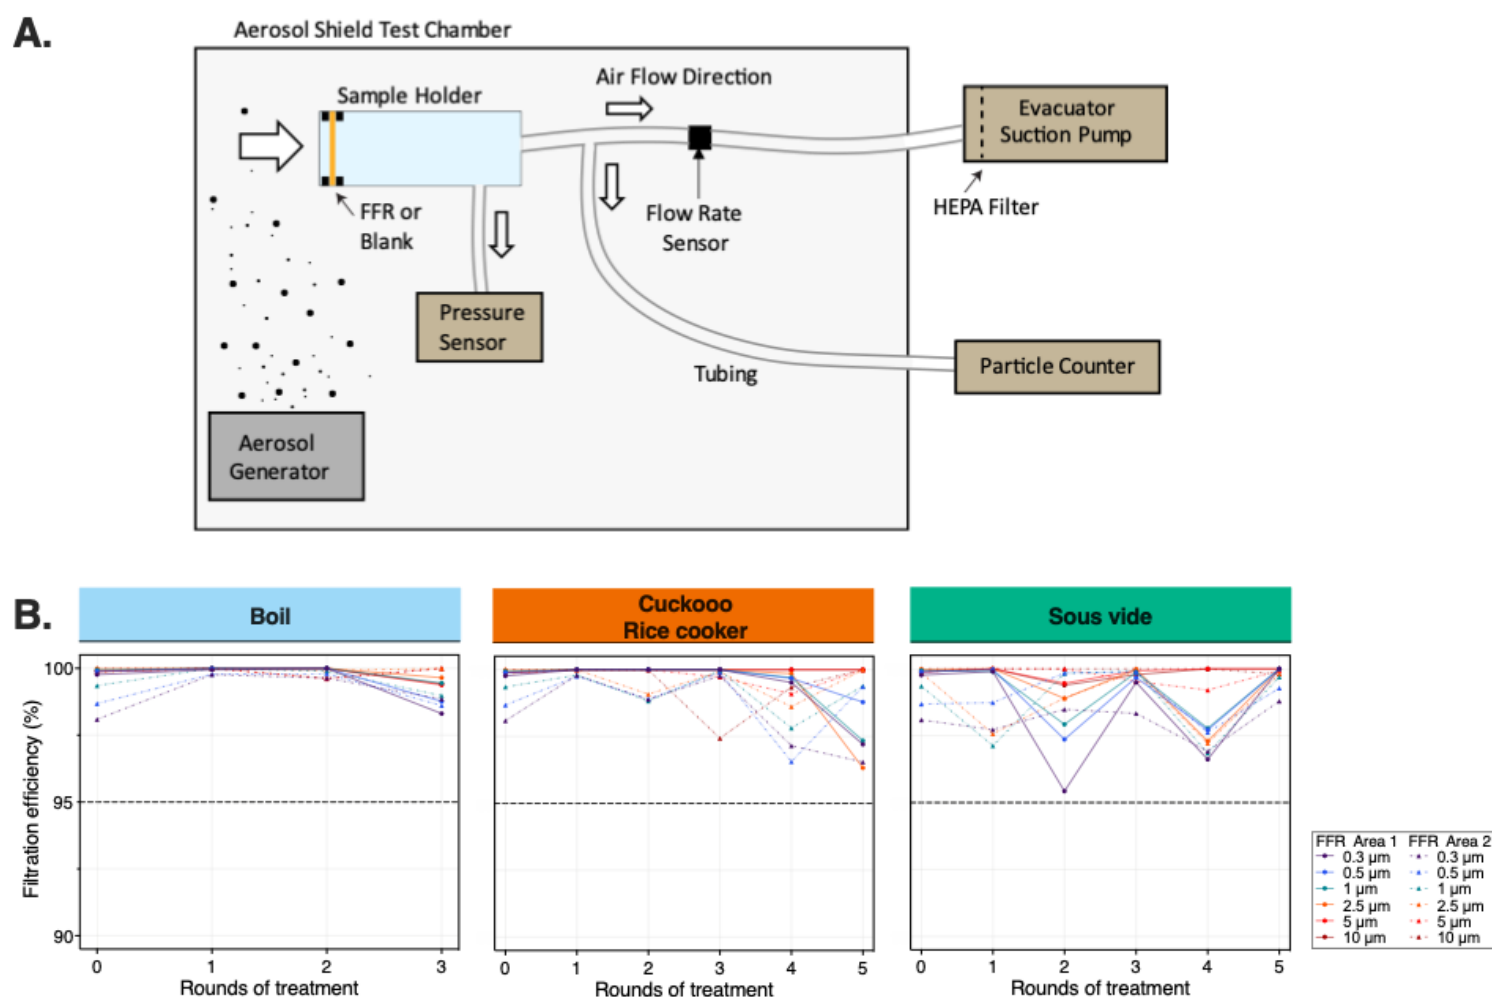 A.
Aerosol Shield Test Chamber
Air Flow Direction
Sample Holder
Evacuator
Suction Pump
FFR or
Blank
Flow Rate
Sensor
HEPA Filter
Pressure
Sensor
Tubing
Particle Counter
Aerosol
Generator
B.
Boil
Cuckooo
Rice cooker
Sous vide
Filtration efficiency (%)
100
95
90
0 1 2 3
Rounds of treatment
0 1 2 3 4 5
Rounds of treatment
0 1 2 3 4 5
Rounds of treatment
FFR Area 1 FFR Area 2
0.3 μm 0.3 μm
0.5 μm 0.5 μm
1 μm 1 μm
2.5 μm 2.5 μm
5 μm 5 μm
10 μm 10 μm